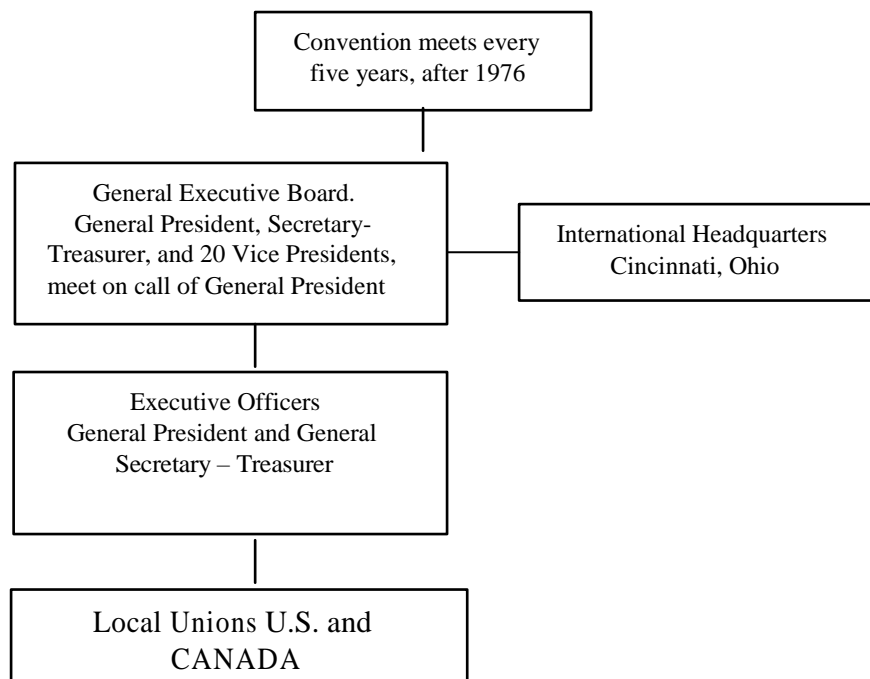 Convention meets every
five years, after 1976
General Executive Board.
General President, Secretary-
Treasurer, and 20 Vice Presidents,
meet on call of General President
International Headquarters
Cincinnati, Ohio
Executive Officers
General President and General
Secretary – Treasurer
Local Unions U.S. and
CANADA